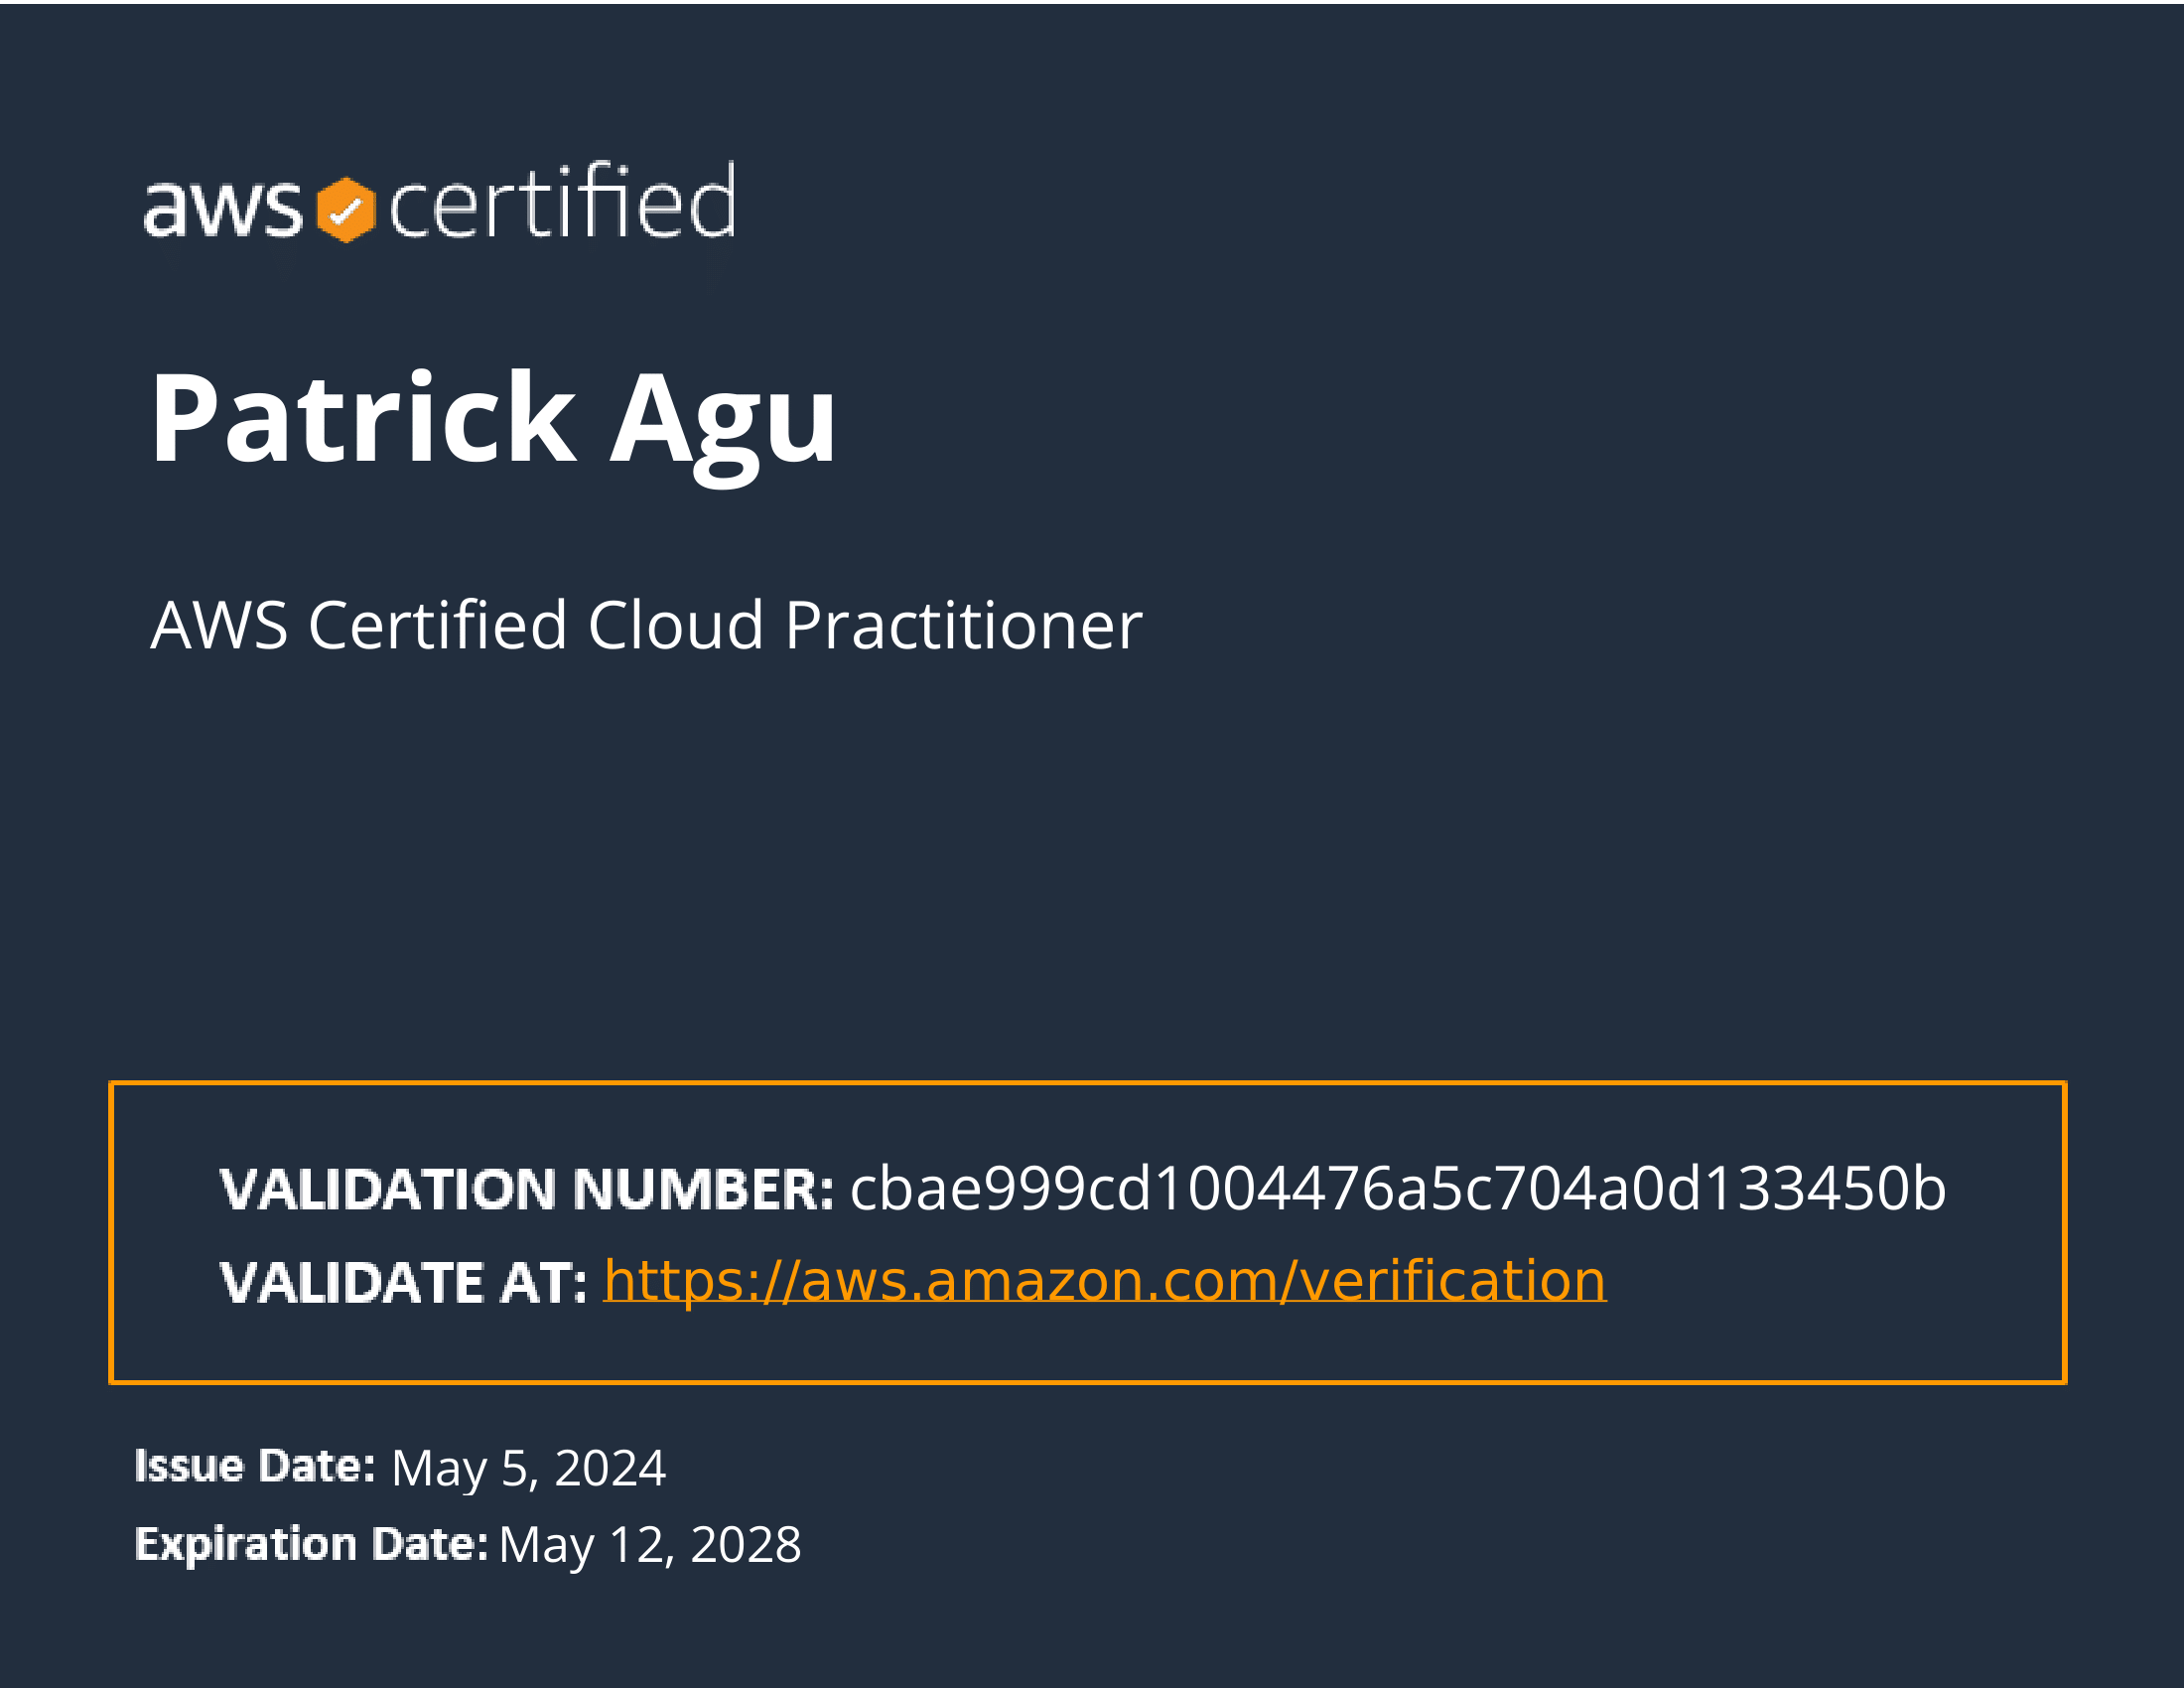 aws certified
Patrick Agu
AWS Certified Cloud Practitioner
VALIDATION NUMBER: cbae999cd1004476a5c704a0d133450b
VALIDATE AT: https://aws.amazon.com/verification
Issue Date: May 5, 2024
Expiration Date: May 12, 2028